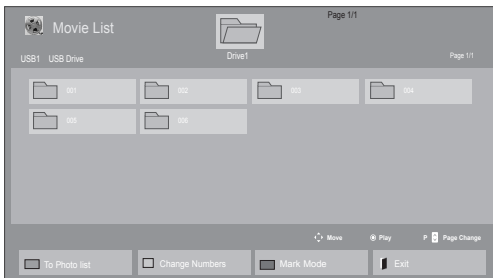 Page 1/1
Movie List
USB1 USB Drive
Drive1
Page 1/1
001 002 003 004
005 006
Move Play P Page Change
To Photo list Change Numbers Mark Mode Exit